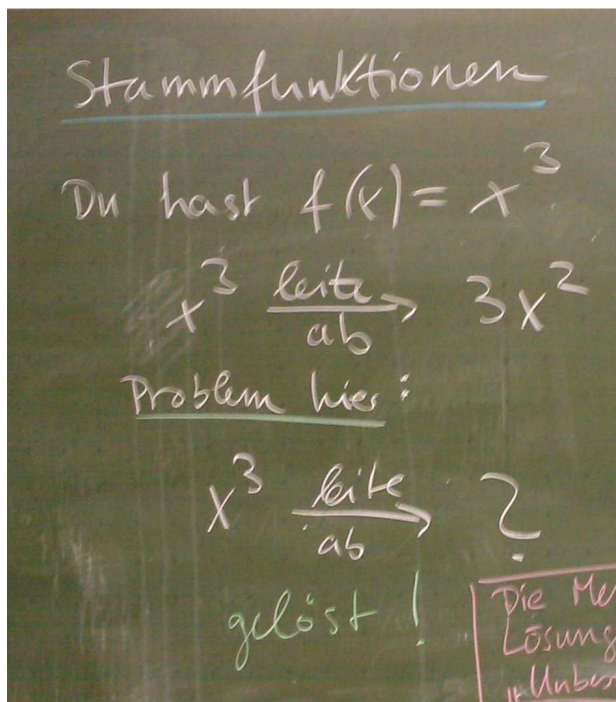 Stammfunktionen
Du hast f(x) = x³
x³ leite ab → 3x²
Problem hier:
x³ leite ab → ?
gelöst!
Die
Lösung